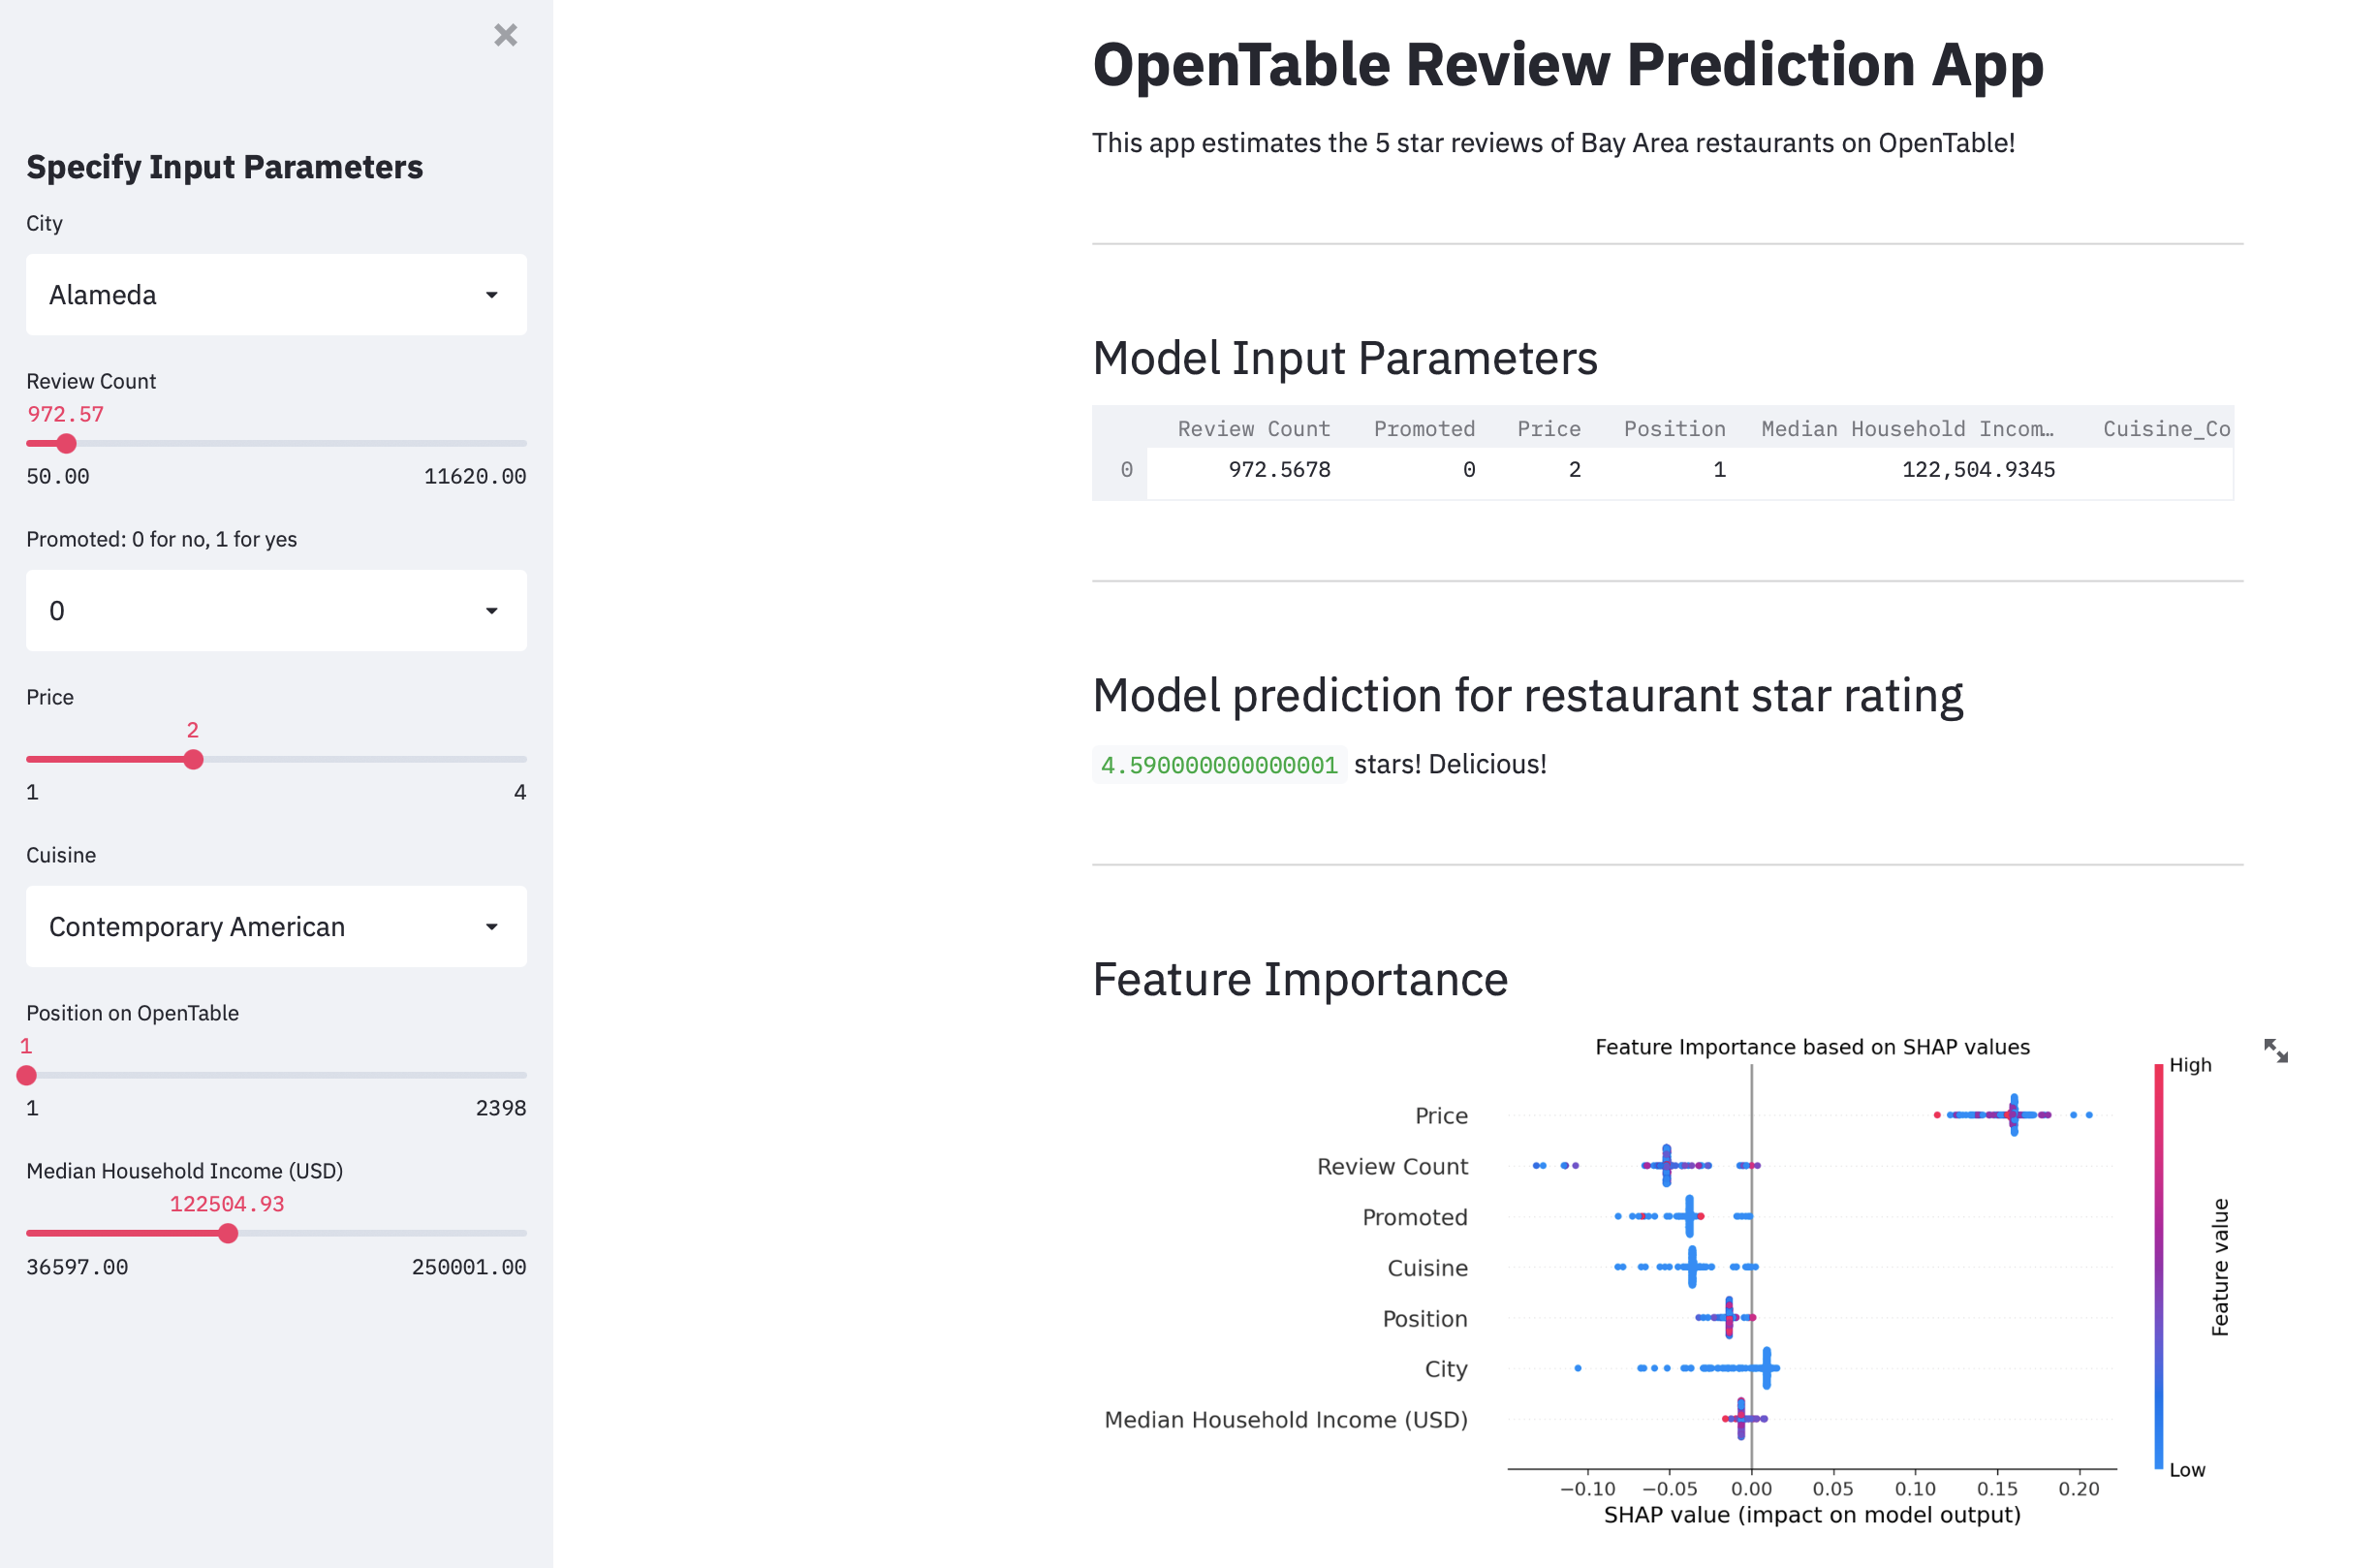 Specify Input Parameters
City
Alameda
Review Count
972.57
50.00 11620.00
Promoted: 0 for no, 1 for yes
0
Price
2
1 4
Cuisine
Contemporary American
Position on OpenTable
1
1 2398
Median Household Income (USD)
122504.93
36597.00 250001.00
OpenTable Review Prediction App
This app estimates the 5 star reviews of Bay Area restaurants on OpenTable!
Model Input Parameters
Review Count Promoted Price Position Median Household Incom… Cuisine_Co
0 972.5678 0 2 1 122,504.9345
Model prediction for restaurant star rating
4.590000000000001 stars! Delicious!
Feature Importance
Feature Importance based on SHAP values
High
Price
Review Count
Promoted
Cuisine
Position
City
Median Household Income (USD)
Feature value
Low
−0.10 −0.05 0.00 0.05 0.10 0.15 0.20
SHAP value (impact on model output)